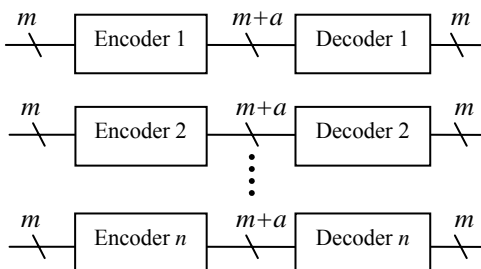 m m+a m
Encoder 1 Decoder 1
m m+a m
Encoder 2 Decoder 2
m m+a m
Encoder n Decoder n